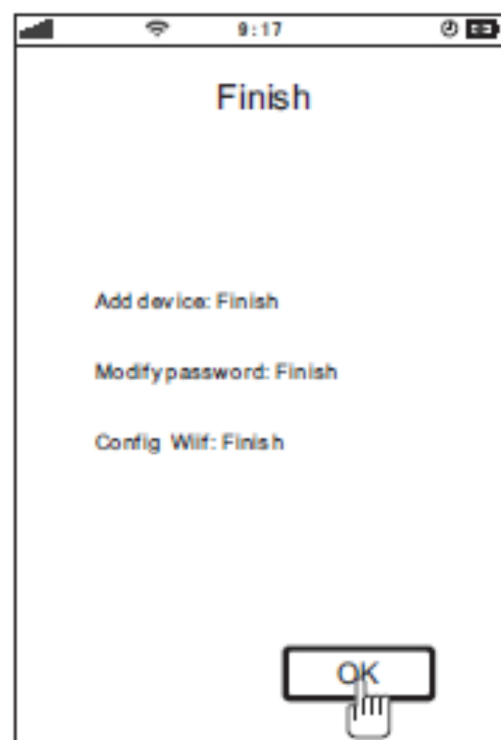 9:17
Finish
Add device: Finish
Modify password: Finish
Config Wiif: Finish
OK